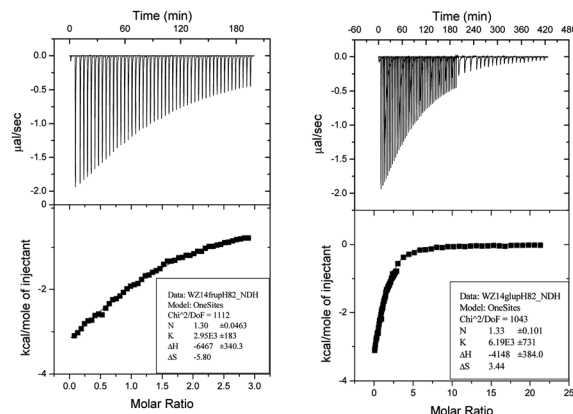 Time (min)
0 60 120 180
0.0
-0.5
-1.0
-1.5
-2.0
µal/sec
0
-2
-4
kcal/mole of injectant
Data: WZ14frupH82_NDH
Model: OneSites
Chi^2/DoF = 1112
N 1.30 ±0.0463
K 2.95E3 ±183
ΔH -6467 ±340.3
ΔS -5.80
0.0 0.5 1.0 1.5 2.0 2.5 3.0
Molar Ratio
Time (min)
-60 0 60 120 180 240 300 360 420
0.0
-0.5
-1.0
-1.5
-2.0
µal/sec
0
-2
-4
kcal/mole of injectant
Data: WZ14glupH82_NDH
Model: OneSites
Chi^2/DoF = 1043
N 1.33 ±0.101
K 6.19E3 ±731
ΔH -4148 ±384.0
ΔS 3.44
0 5 10 15 20 25
Molar Ratio